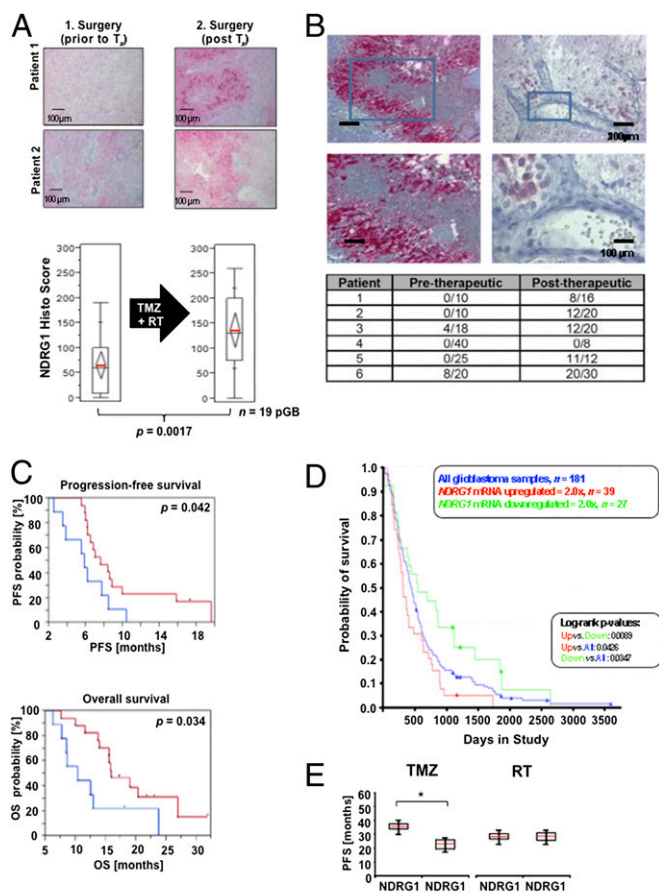 A
1. Surgery
(prior to Tₓ)
2. Surgery
(post Tₓ)
Patient 1
100µm
100µm
Patient 2
100µm
100µm
NDRG1 Histo Score
300
250
200
150
100
50
0
TMZ
+ RT
300
250
200
150
100
50
0
n = 19 pGB
p = 0.0017
B
100 µm
Patient Pre-therapeutic Post-therapeutic
1 0/10 8/16
2 0/10 12/20
3 4/18 12/20
4 0/40 0/8
5 0/25 11/12
6 8/20 20/30
C
Progression-free survival
PFS probability [%]
100
80
60
40
20
0
p = 0.042
2 6 10 14 18
PFS [months]
Overall survival
OS probability [%]
100
80
60
40
20
0
p = 0.034
5 10 15 20 25 30
OS [months]
D
Probability of survival
1.0
0.9
0.8
0.7
0.6
0.5
0.4
0.3
0.2
0.1
0.0
All glioblastoma samples, n = 181
NDRG1 mRNA upregulated = 2.0x, n = 39
NDRG1 mRNA downregulated = 2.0x, n = 27
Log-rank p-values:
Up vs. Down: 0.0089
Up vs. All: 0.0426
Down vs. All: 0.0347
500 1000 1500 2000 2500 3000 3500
Days in Study
E
TMZ RT
PFS [months]
60
50
40
30
20
10
0
*
NDRG1 NDRG1 NDRG1 NDRG1